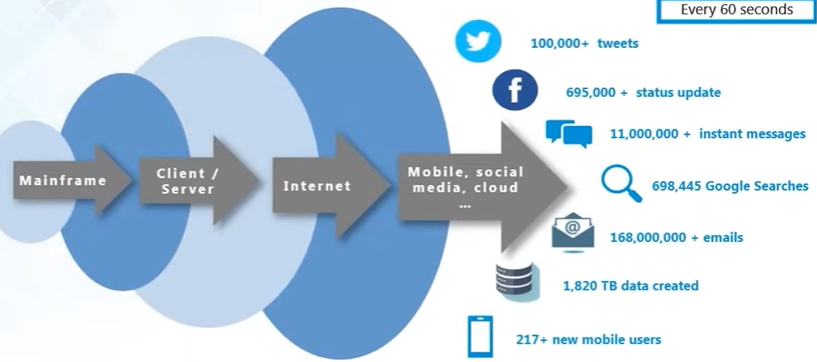 Every 60 seconds
100,000+ tweets
695,000 + status update
11,000,000 + instant messages
698,445 Google Searches
168,000,000 + emails
1,820 TB data created
217+ new mobile users
Mainframe
Client /
Server
Internet
Mobile, social
media, cloud
...